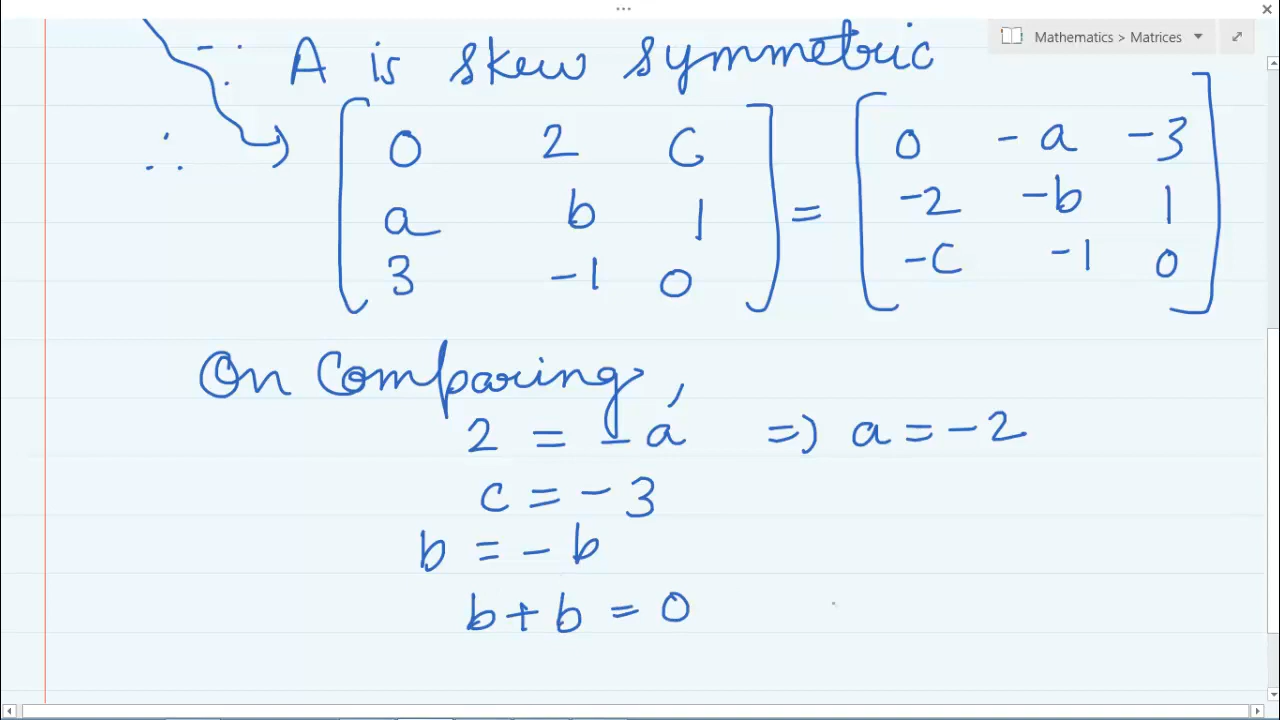 ...
Mathematics > Matrices
∵ A is skew symmetric
∴ [ 0 2 C ] = [ 0 -a -3 ]
[ a b 1 ] [ -2 -b 1 ]
[ 3 -1 0 ] [ -C -1 0 ]
On Comparing,
2 = -a => a = -2
c = -3
b = -b
b + b = 0